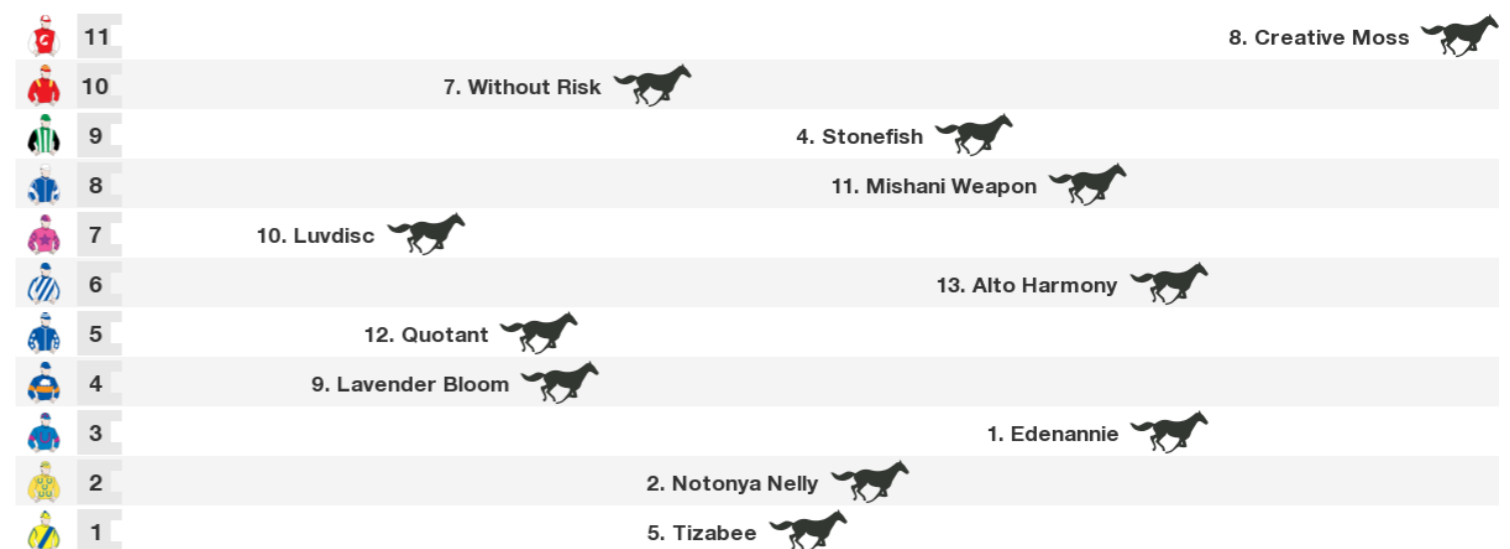 11 8. Creative Moss
10 7. Without Risk
9 4. Stonefish
8 11. Mishani Weapon
7 10. Luvdisc
6 13. Alto Harmony
5 12. Quotant
4 9. Lavender Bloom
3 1. Edenannie
2 2. Notonya Nelly
1 5. Tizabee